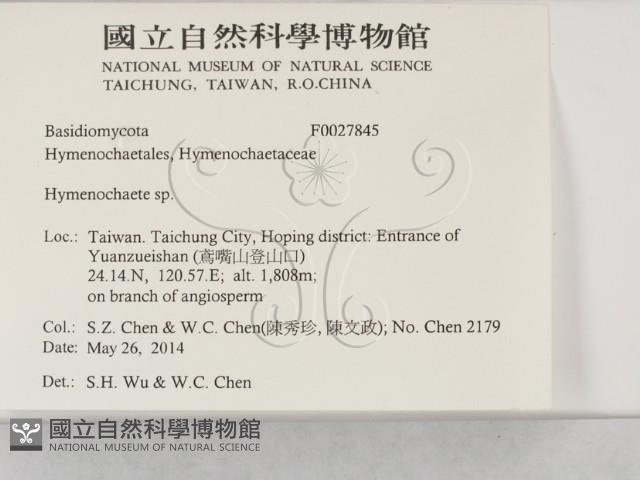 國立自然科學博物館
NATIONAL MUSEUM OF NATURAL SCIENCE
TAICHUNG, TAIWAN, R.O.CHINA
Basidiomycota F0027845
Hymenochaetales, Hymenochaetaceae
Hymenochaete sp.
Loc.: Taiwan. Taichung City, Hoping district: Entrance of
Yuanzueishan (鳶嘴山登山口)
24.14.N, 120.57.E; alt. 1,808m;
on branch of angiosperm
Col.: S.Z. Chen & W.C. Chen(陳秀珍, 陳文政); No. Chen 2179
Date: May 26, 2014
Det.: S.H. Wu & W.C. Chen
國立自然科學博物館
NATIONAL MUSEUM OF NATURAL SCIENCE